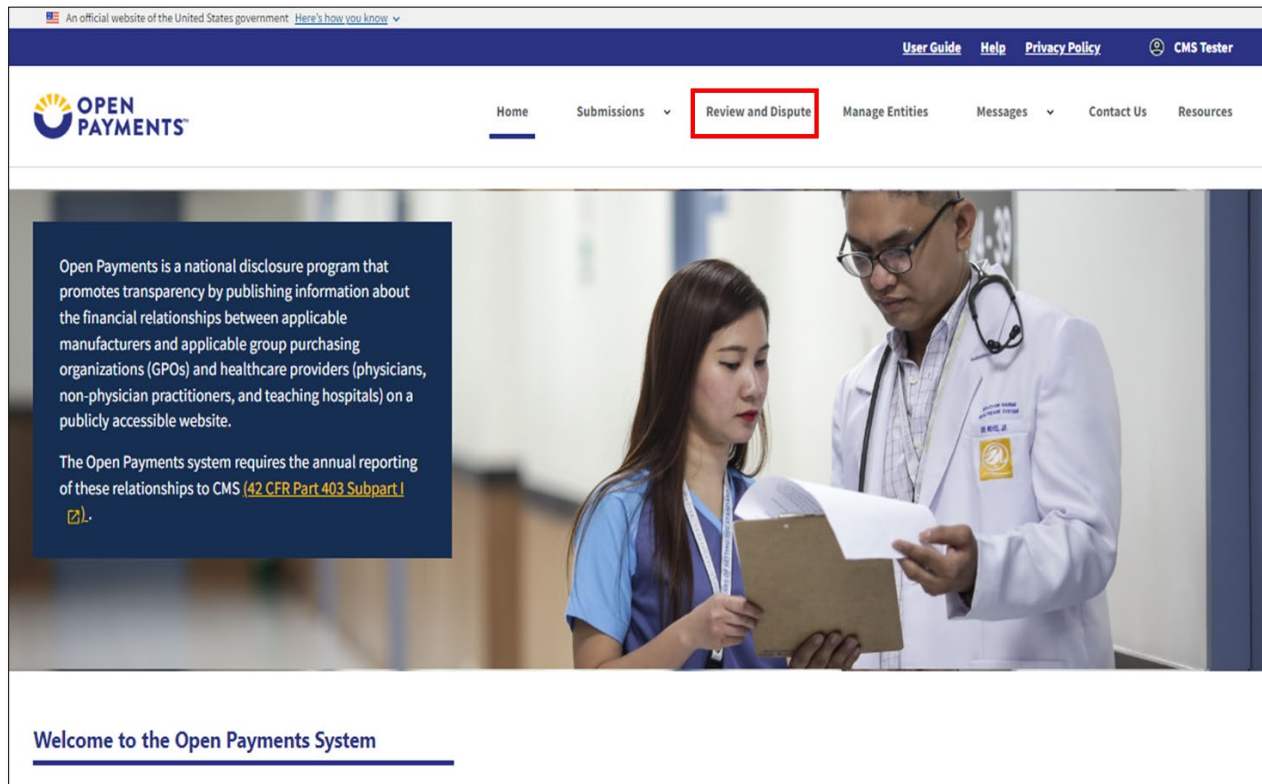 An official website of the United States government Here's how you know
User Guide Help Privacy Policy CMS Tester
OPEN
PAYMENTS™
Home Submissions Review and Dispute Manage Entities Messages Contact Us Resources
Open Payments is a national disclosure program that
promotes transparency by publishing information about
the financial relationships between applicable
manufacturers and applicable group purchasing
organizations (GPOs) and healthcare providers (physicians,
non-physician practitioners, and teaching hospitals) on a
publicly accessible website.
The Open Payments system requires the annual reporting
of these relationships to CMS (42 CFR Part 403 Subpart I
).
Welcome to the Open Payments System